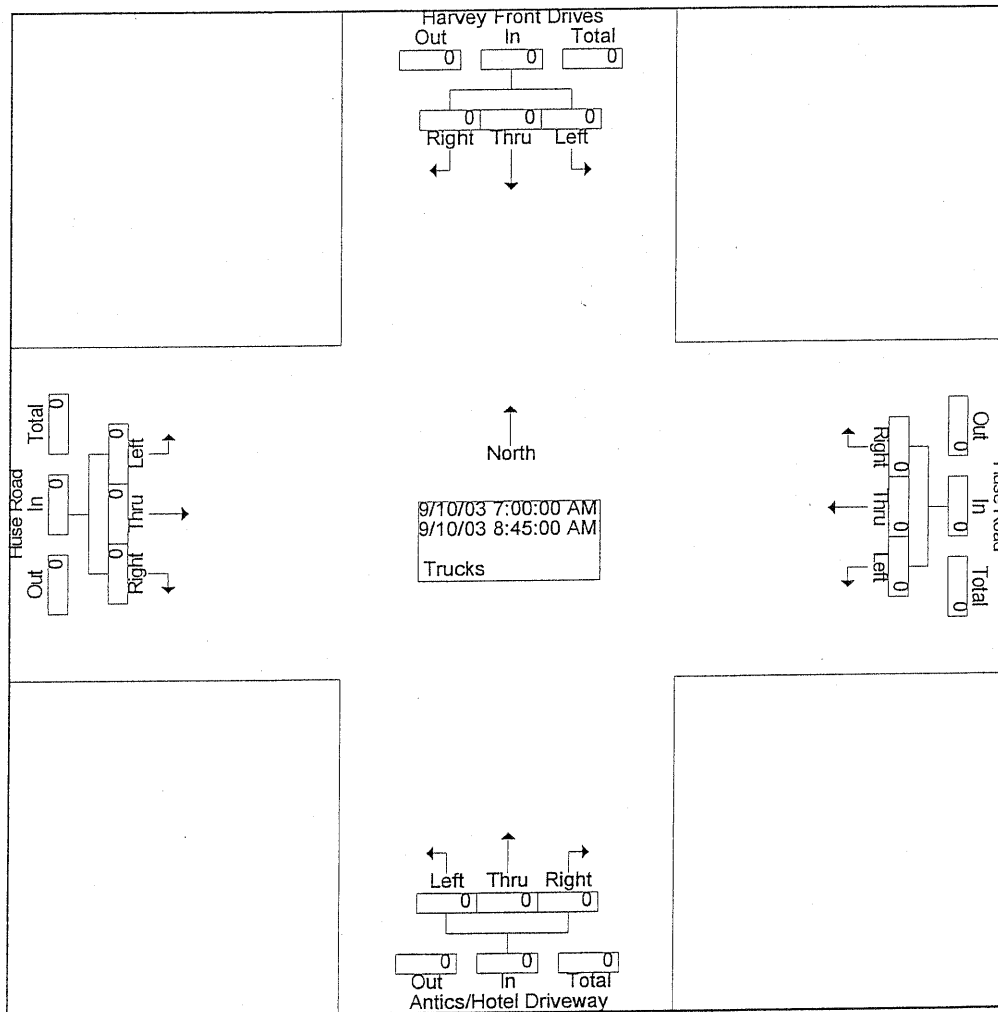 Harvey Front Drives
Out In Total
0 0 0
0 0 0
Right Thru Left
Huse Road
Total In Out
0 0 0
0 0 0
Left Thru Right
North
9/10/03 7:00:00 AM
9/10/03 8:45:00 AM
Trucks
Right Thru Left
0 0 0
0 0 0
Out In Total
Huse Road
Left Thru Right
0 0 0
0 0 0
Out In Total
Antics/Hotel Driveway